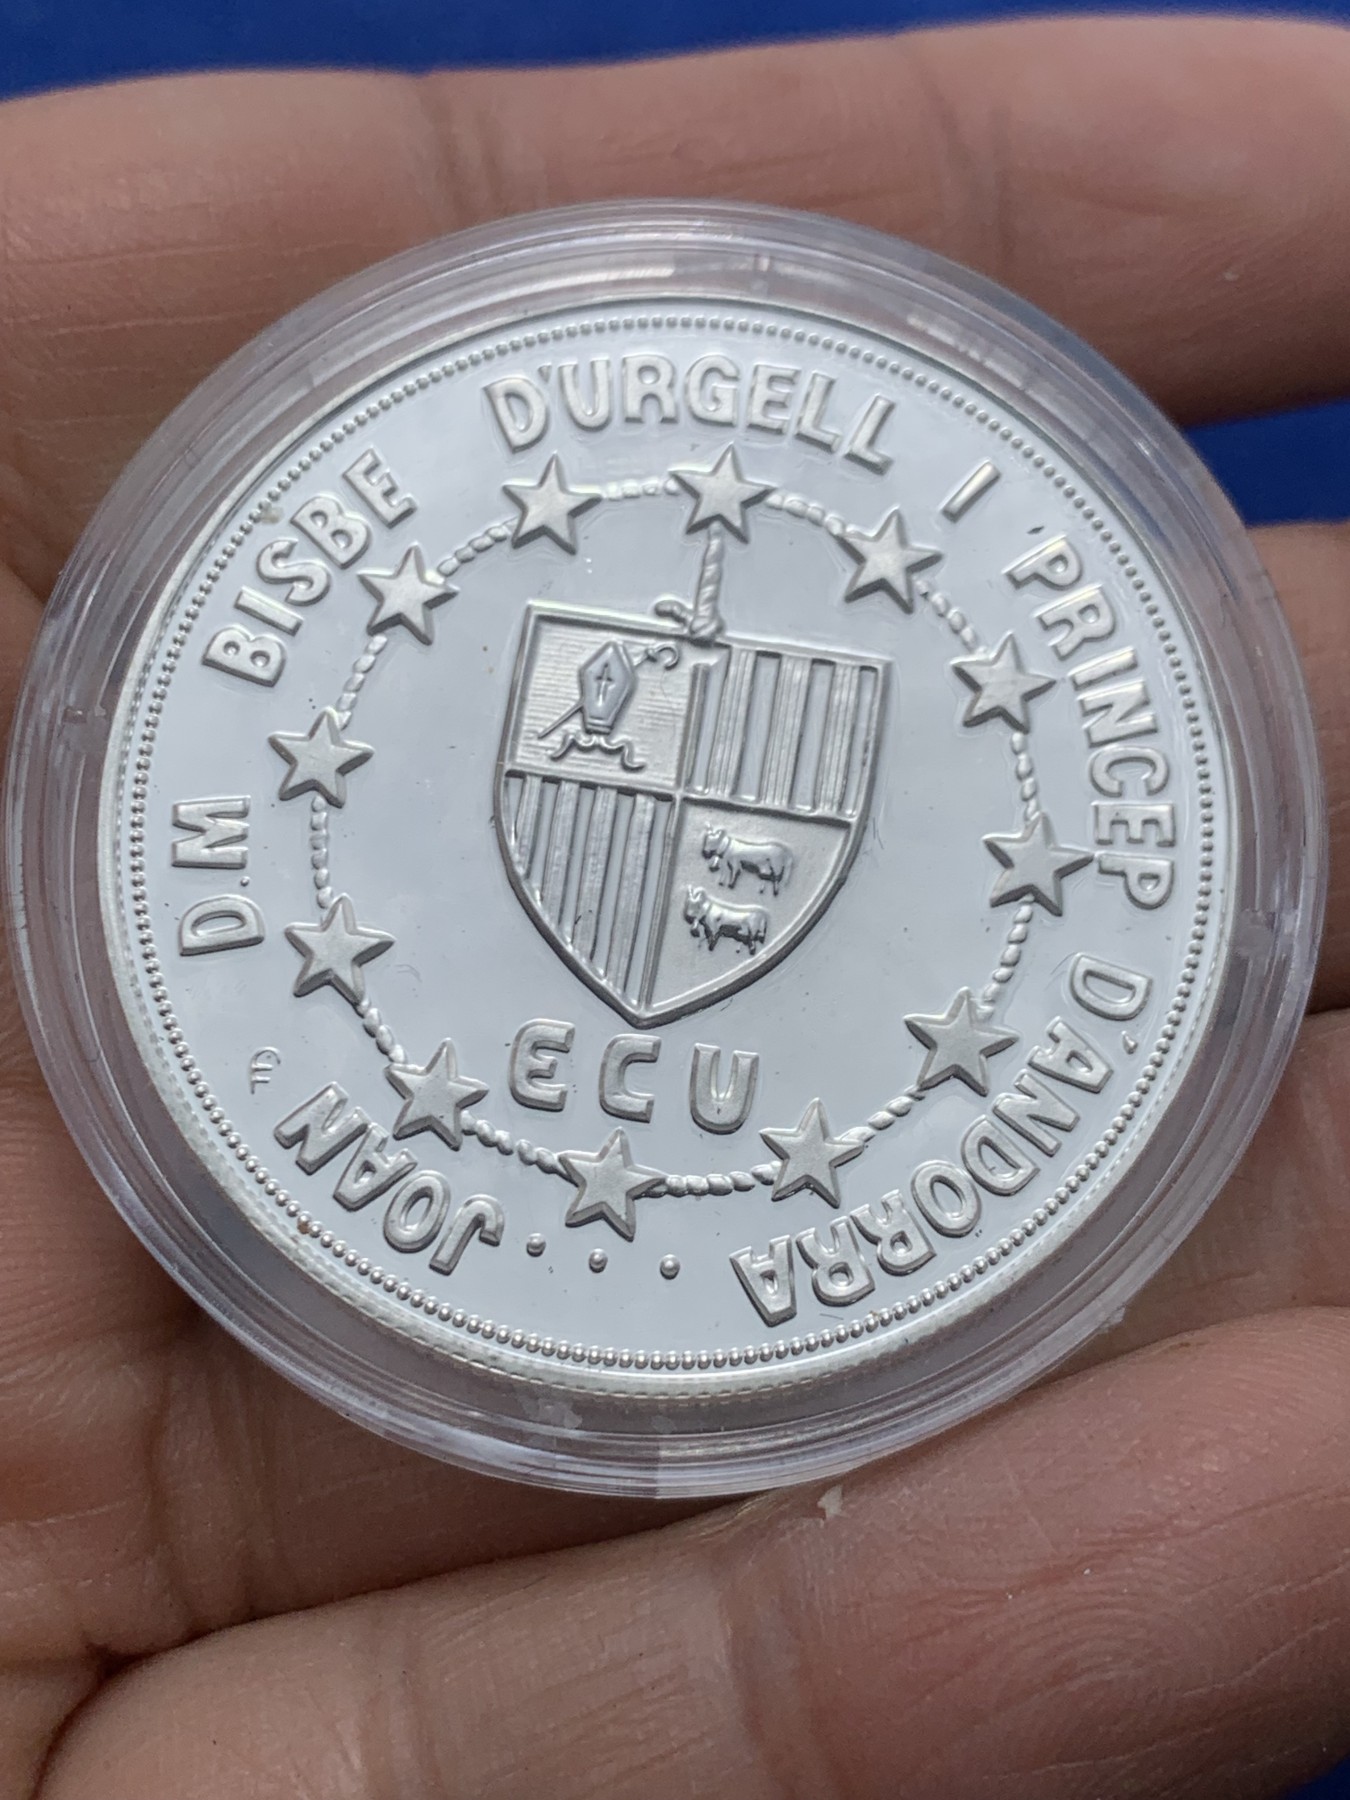 JOAN D.M BISBE D'URGELL I PRINCEP D'ANDORRA . . .
ECU